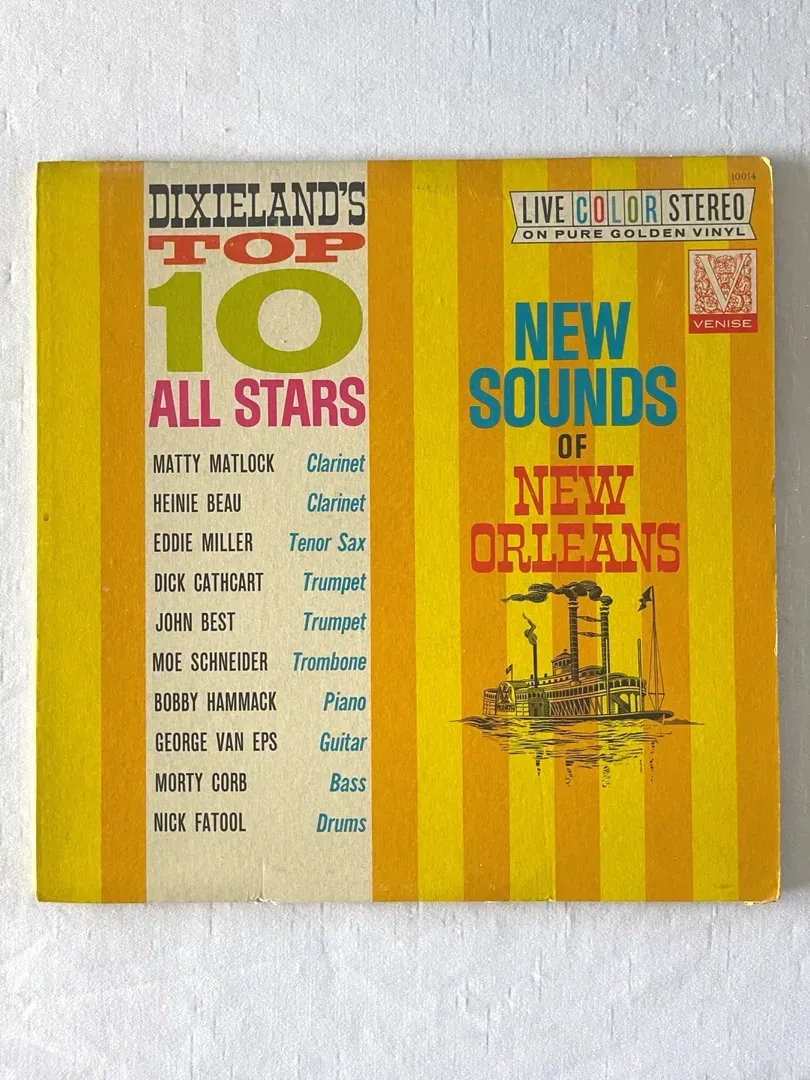 DIXIELAND'S
TOP
10
ALL STARS
MATTY MATLOCK Clarinet
HEINIE BEAU Clarinet
EDDIE MILLER Tenor Sax
DICK CATHCART Trumpet
JOHN BEST Trumpet
MOE SCHNEIDER Trombone
BOBBY HAMMACK Piano
GEORGE VAN EPS Guitar
MORTY CORB Bass
NICK FATOOL Drums
10014
LIVE COLOR STEREO
ON PURE GOLDEN VINYL
V
VENISE
NEW
SOUNDS
OF
NEW
ORLEANS